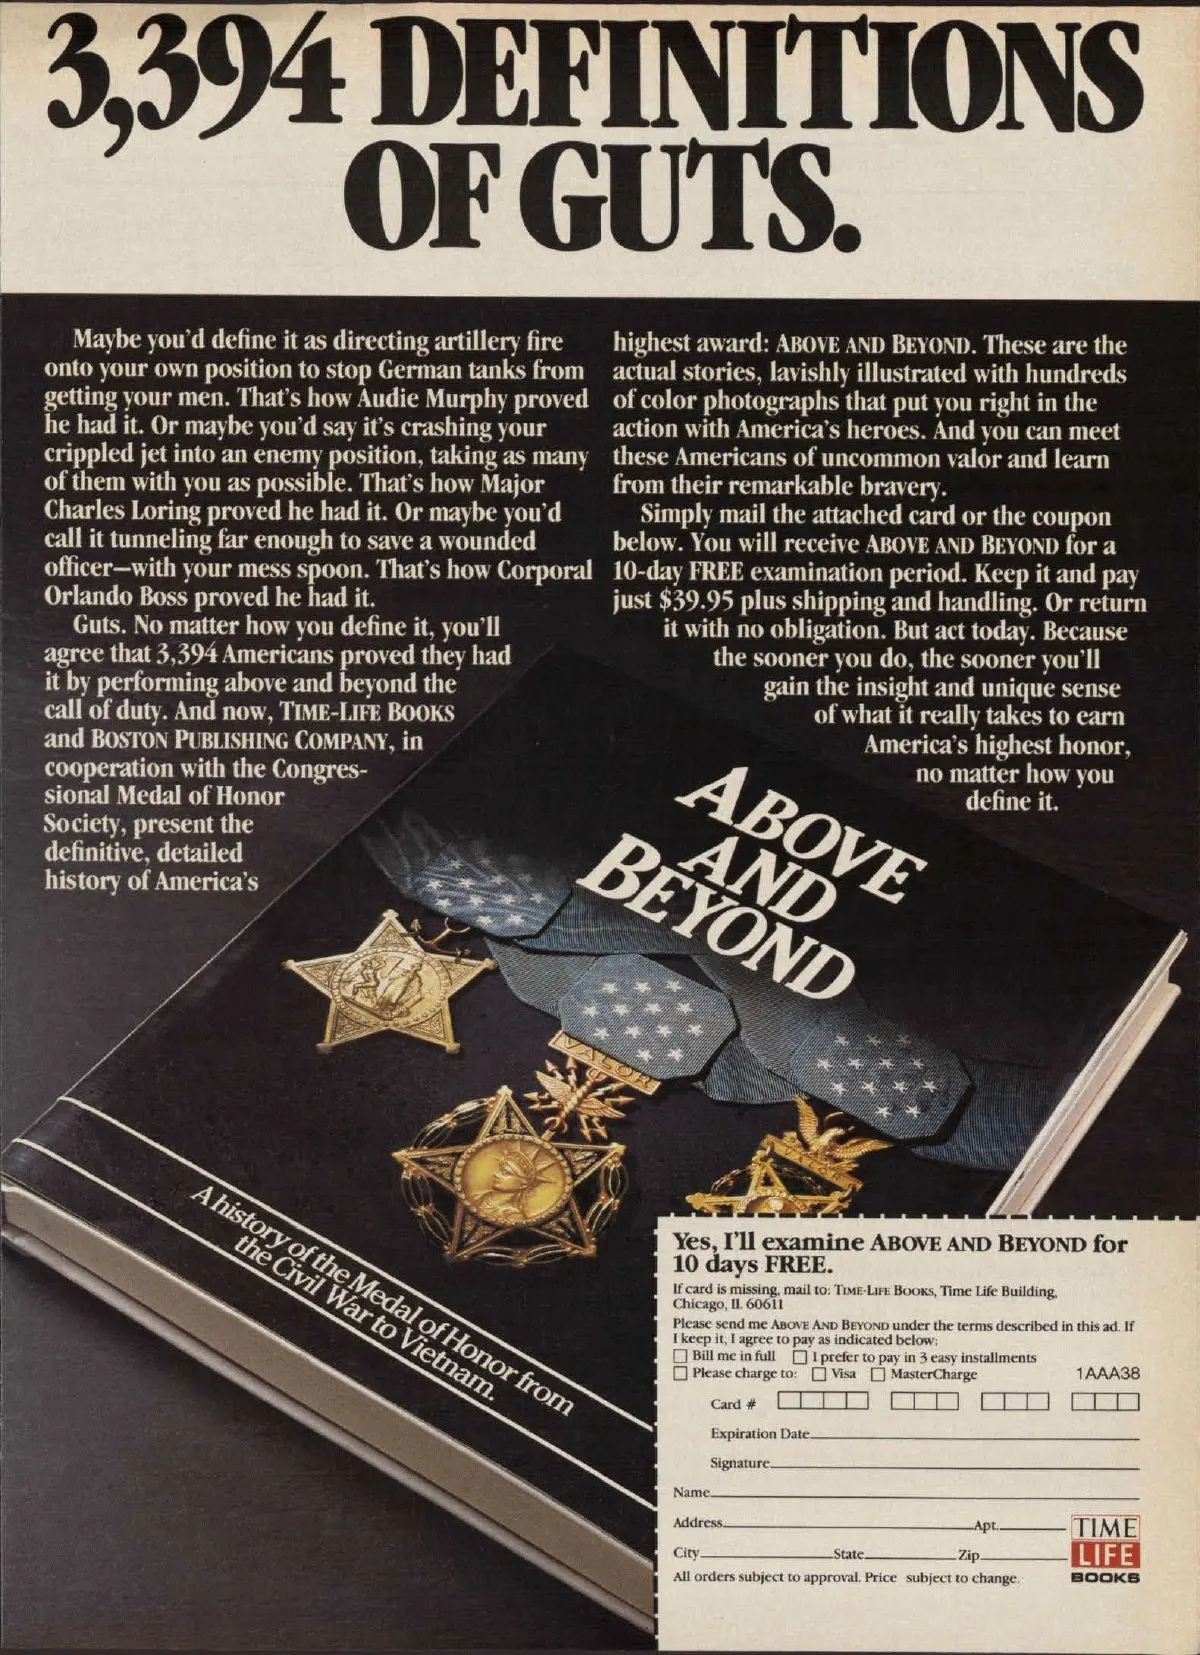 3,394 DEFINITIONS
OF GUTS.
Maybe you'd define it as directing artillery fire
onto your own position to stop German tanks from
getting your men. That's how Audie Murphy proved
he had it. Or maybe you'd say it's crashing your
crippled jet into an enemy position, taking as many
of them with you as possible. That's how Major
Charles Loring proved he had it. Or maybe you'd
call it tunneling far enough to save a wounded
officer—with your mess spoon. That's how Corporal
Orlando Boss proved he had it.
Guts. No matter how you define it, you'll
agree that 3,394 Americans proved they had
it by performing above and beyond the
call of duty. And now, TIME-LIFE BOOKS
and BOSTON PUBLISHING COMPANY, in
cooperation with the Congres-
sional Medal of Honor
Society, present the
definitive, detailed
history of America's
highest award: ABOVE AND BEYOND. These are the
actual stories, lavishly illustrated with hundreds
of color photographs that put you right in the
action with America's heroes. And you can meet
these Americans of uncommon valor and learn
from their remarkable bravery.
Simply mail the attached card or the coupon
below. You will receive ABOVE AND BEYOND for a
10-day FREE examination period. Keep it and pay
just $39.95 plus shipping and handling. Or return
it with no obligation. But act today. Because
the sooner you do, the sooner you'll
gain the insight and unique sense
of what it really takes to earn
America's highest honor,
no matter how you
define it.
ABOVE
AND
BEYOND
VALOR
VALOR
A history of the Medal of Honor from
the Civil War to Vietnam.
Yes, I'll examine ABOVE AND BEYOND for
10 days FREE.
If card is missing, mail to: TIME-LIFE BOOKS, Time Life Building,
Chicago, IL 60611
Please send me ABOVE AND BEYOND under the terms described in this ad. If
I keep it, I agree to pay as indicated below:
Bill me in full I prefer to pay in 3 easy installments
Please charge to: Visa MasterCharge 1AAA38
Card #
Expiration Date
Signature
Name
Address Apt.
City State Zip
All orders subject to approval. Price subject to change.
TIME
LIFE
BOOKS